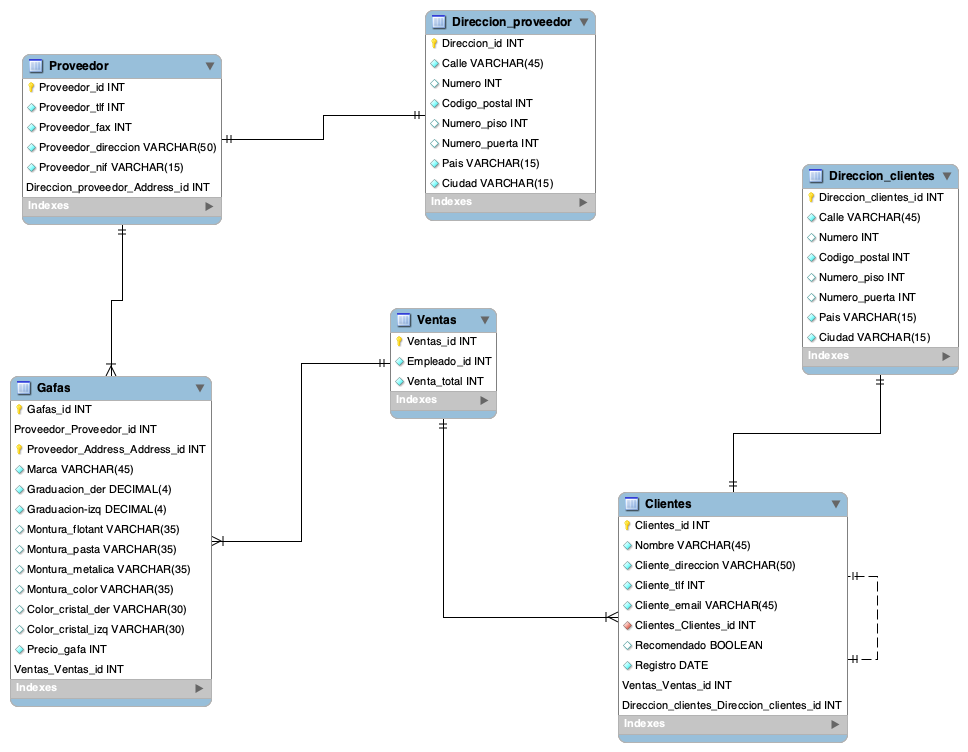 Proveedor
Proveedor_id INT
Proveedor_tlf INT
Proveedor_fax INT
Proveedor_direccion VARCHAR(50)
Proveedor_nif VARCHAR(15)
Direccion_proveedor_Address_id INT
Indexes
Direccion_proveedor
Direccion_id INT
Calle VARCHAR(45)
Numero INT
Codigo_postal INT
Numero_piso INT
Numero_puerta INT
Pais VARCHAR(15)
Ciudad VARCHAR(15)
Indexes
Direccion_clientes
Direccion_clientes_id INT
Calle VARCHAR(45)
Numero INT
Codigo_postal INT
Numero_piso INT
Numero_puerta INT
Pais VARCHAR(15)
Ciudad VARCHAR(15)
Indexes
Ventas
Ventas_id INT
Empleado_id INT
Venta_total INT
Indexes
Gafas
Gafas_id INT
Proveedor_Proveedor_id INT
Proveedor_Address_Address_id INT
Marca VARCHAR(45)
Graduacion_der DECIMAL(4)
Graduacion-izq DECIMAL(4)
Montura_flotant VARCHAR(35)
Montura_pasta VARCHAR(35)
Montura_metalica VARCHAR(35)
Montura_color VARCHAR(35)
Color_cristal_der VARCHAR(30)
Color_cristal_izq VARCHAR(30)
Precio_gafa INT
Ventas_Ventas_id INT
Indexes
Clientes
Clientes_id INT
Nombre VARCHAR(45)
Cliente_direccion VARCHAR(50)
Cliente_tlf INT
Cliente_email VARCHAR(45)
Clientes_Clientes_id INT
Recomendado BOOLEAN
Registro DATE
Ventas_Ventas_id INT
Direccion_clientes_Direccion_clientes_id INT
Indexes